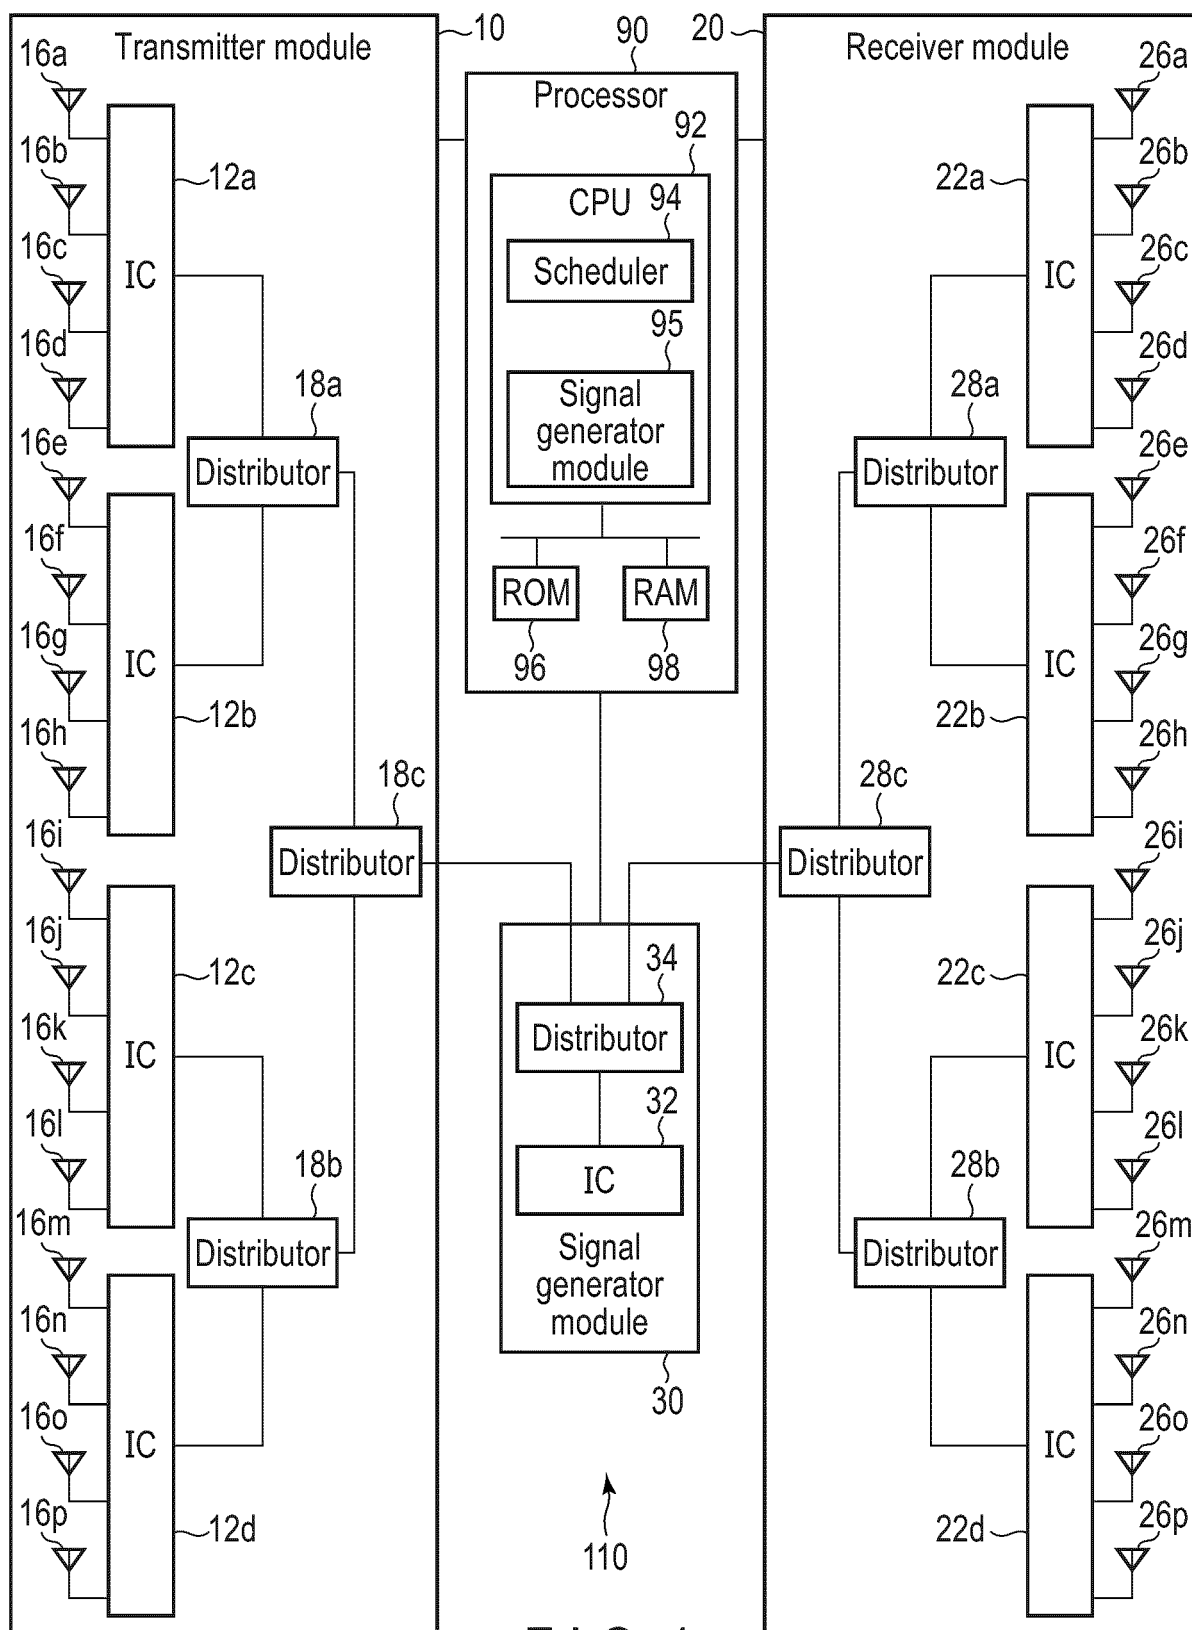 Transmitter module
10
16a
16b
12a
16c
IC
16d
18a
16e
Distributor
16f
16g
IC
16h
12b
18c
16i
Distributor
16j
12c
16k
IC
16l
18b
16m
Distributor
16n
16o
IC
16p
12d
90
Processor
92
CPU
94
Scheduler
95
Signal
generator
module
ROM
RAM
96
98
34
Distributor
32
IC
Signal
generator
module
30
110
20
Receiver module
26a
26b
22a
26c
IC
26d
28a
26e
Distributor
26f
26g
IC
26h
22b
28c
26i
Distributor
26j
22c
26k
IC
26l
28b
26m
Distributor
26n
26o
IC
26p
22d